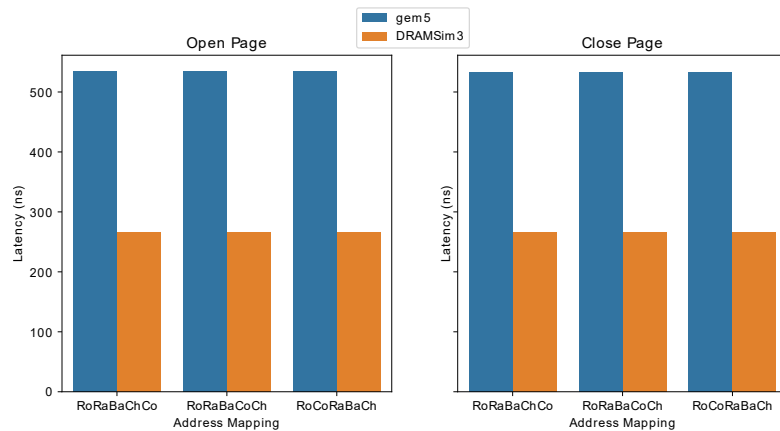 gem5
DRAMSim3
Open Page
Close Page
Latency (ns)
500
400
300
200
100
0
RoRaBaChCo
RoRaBaCoCh
RoCoRaBaCh
Address Mapping
Latency (ns)
RoRaBaChCo
RoRaBaCoCh
RoCoRaBaCh
Address Mapping